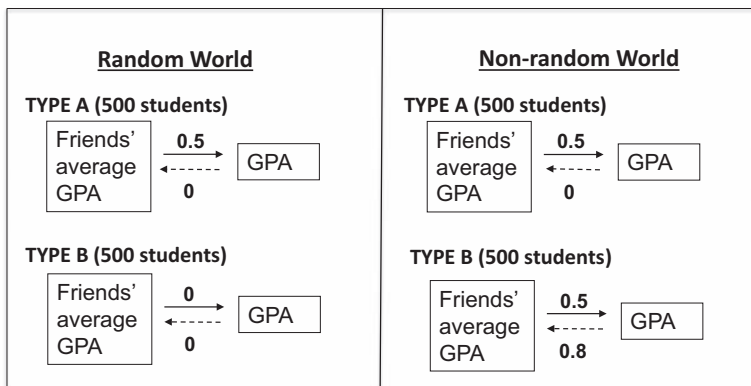 Random World
TYPE A (500 students)
Friends'
average
GPA
0.5
0
GPA
TYPE B (500 students)
Friends'
average
GPA
0
0
GPA
Non-random World
TYPE A (500 students)
Friends'
average
GPA
0.5
0
GPA
TYPE B (500 students)
Friends'
average
GPA
0.5
0.8
GPA